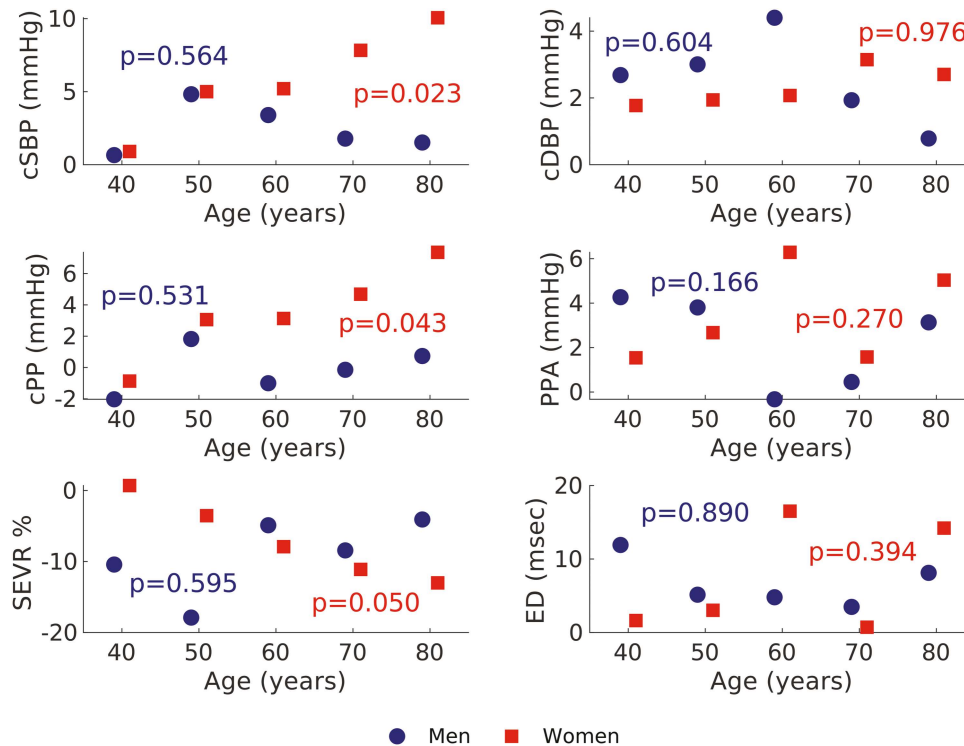 cSBP (mmHg)
10
5
0
p=0.564
p=0.023
40 50 60 70 80
Age (years)
cDBP (mmHg)
4
2
0
p=0.604
p=0.976
40 50 60 70 80
Age (years)
cPP (mmHg)
6
4
2
0
-2
p=0.531
p=0.043
40 50 60 70 80
Age (years)
PPA (mmHg)
6
4
2
0
p=0.166
p=0.270
40 50 60 70 80
Age (years)
SEVR %
0
-10
-20
p=0.595
p=0.050
40 50 60 70 80
Age (years)
ED (msec)
20
10
0
p=0.890
p=0.394
40 50 60 70 80
Age (years)
Men Women